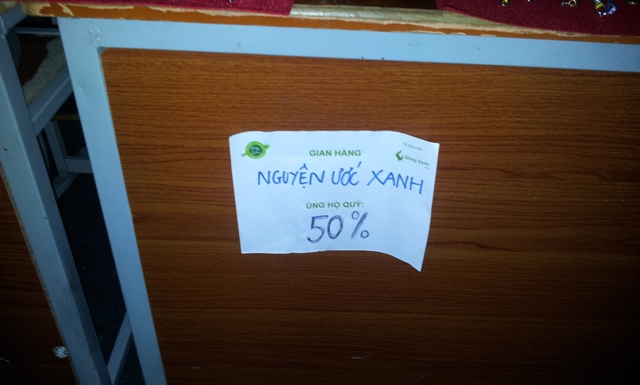 GIAN HÀNG
NGUYỆN ƯỚC XANH
ỦNG HỘ QUỸ:
50%